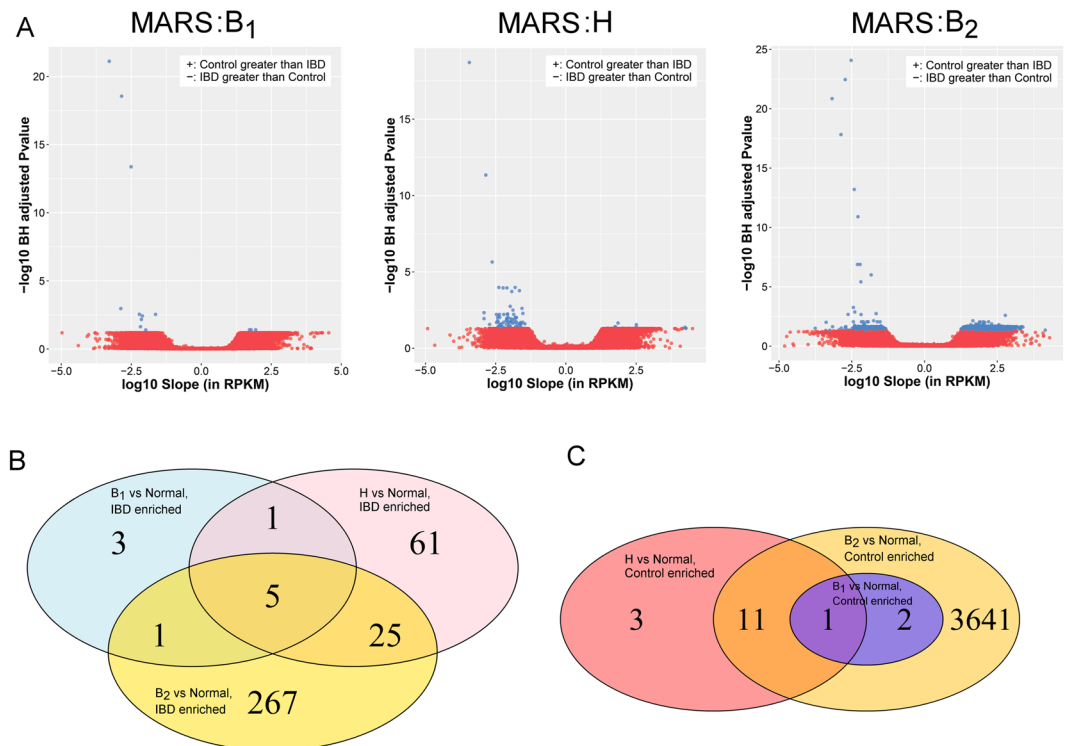 A
MARS:B1
+: Control greater than IBD
−: IBD greater than Control
−log10 BH adjusted Pvalue
20
15
10
5
0
−5.0
−2.5
0.0
2.5
5.0
log10 Slope (in RPKM)
MARS:H
+: Control greater than IBD
−: IBD greater than Control
−log10 BH adjusted Pvalue
15
10
5
0
−5.0
−2.5
0.0
2.5
log10 Slope (in RPKM)
MARS:B2
+: Control greater than IBD
−: IBD greater than Control
−log10 BH adjusted Pvalue
25
20
15
10
5
0
−5.0
−2.5
0.0
2.5
log10 Slope (in RPKM)
B
B1 vs Normal,
IBD enriched
3
1
H vs Normal,
IBD enriched
61
5
1
25
B2 vs Normal,
IBD enriched
267
C
H vs Normal,
Control enriched
3
11
B2 vs Normal,
Control enriched
B1 vs Normal,
Control enriched
1
2
3641